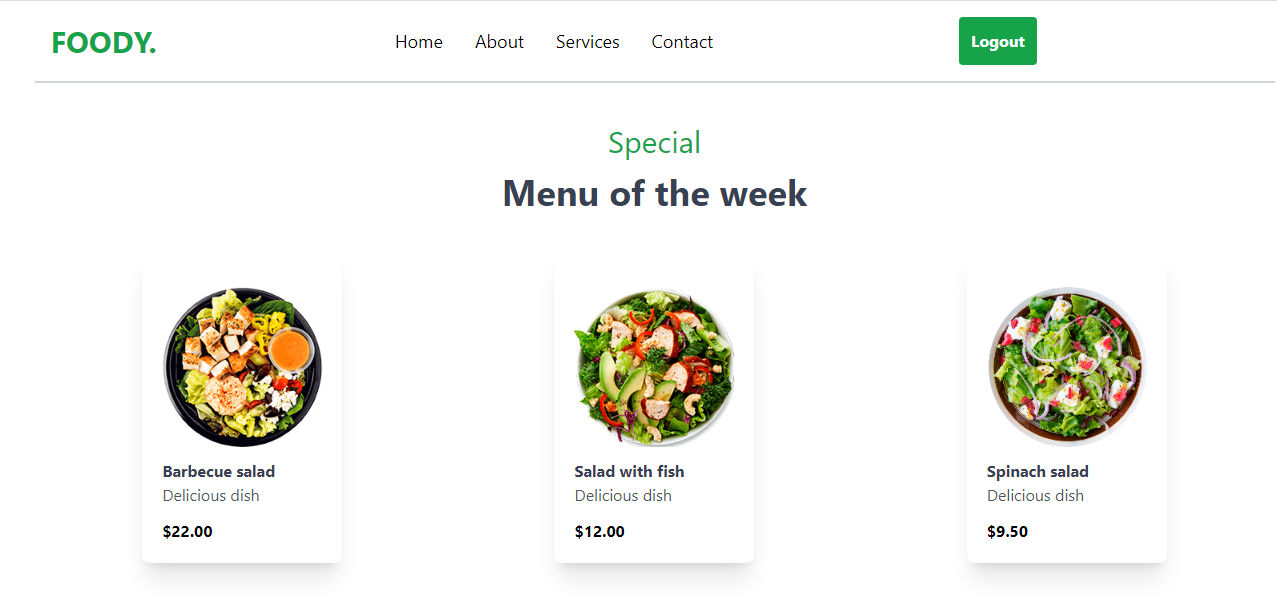 FOODY.
Home About Services Contact
Logout
Special
Menu of the week
Barbecue salad
Delicious dish
$22.00
Salad with fish
Delicious dish
$12.00
Spinach salad
Delicious dish
$9.50